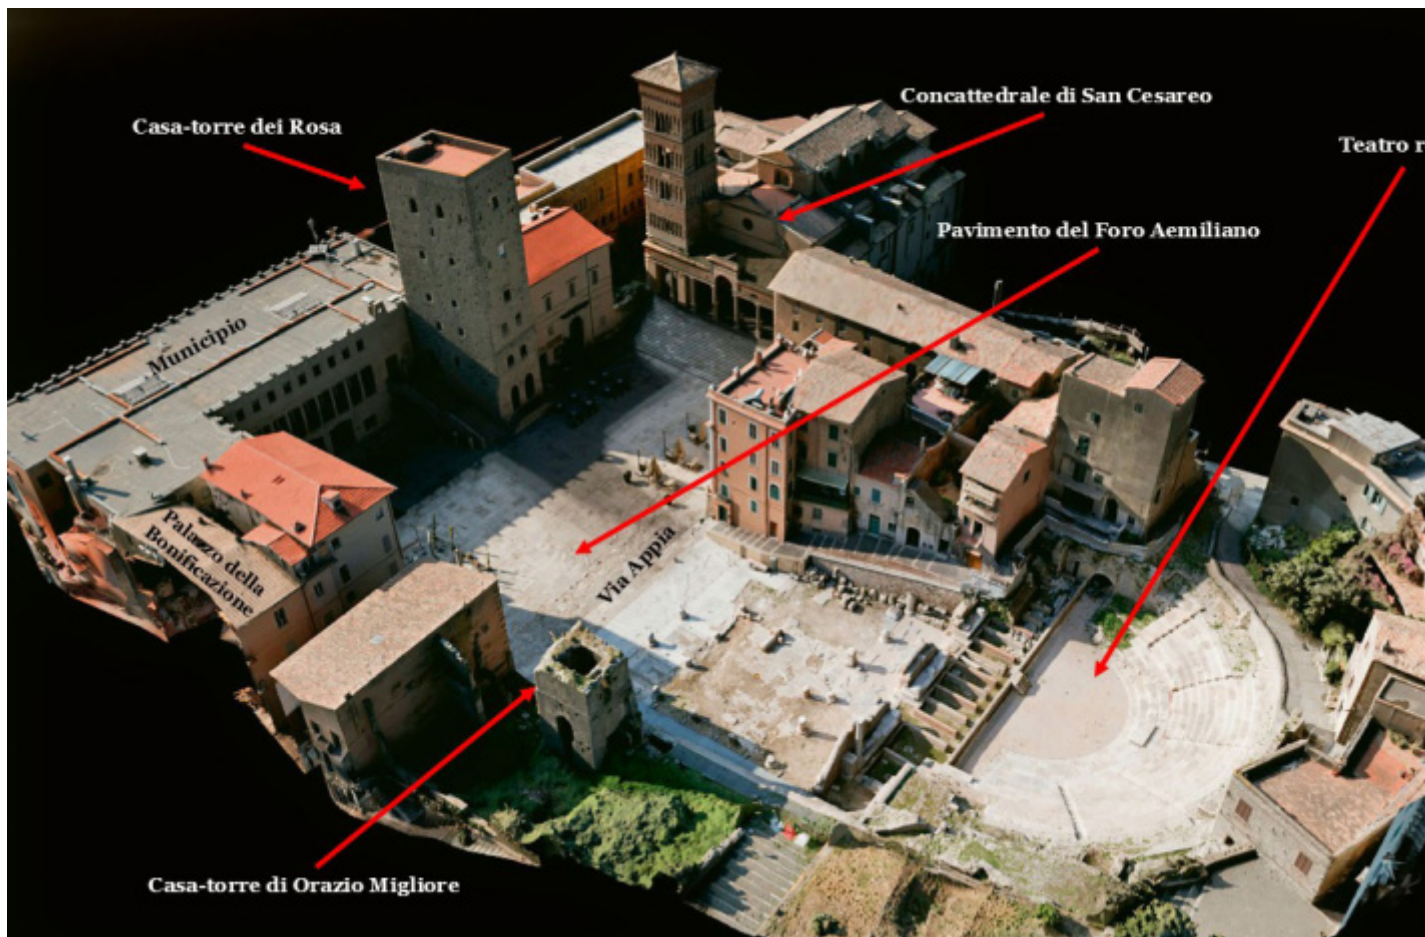 Concattedrale di San Cesareo
Casa-torre dei Rosa
Teatro r
Pavimento del Foro Aemiliano
Municipio
Palazzo della
Bonificazione
Via Appia
Casa-torre di Orazio Migliore